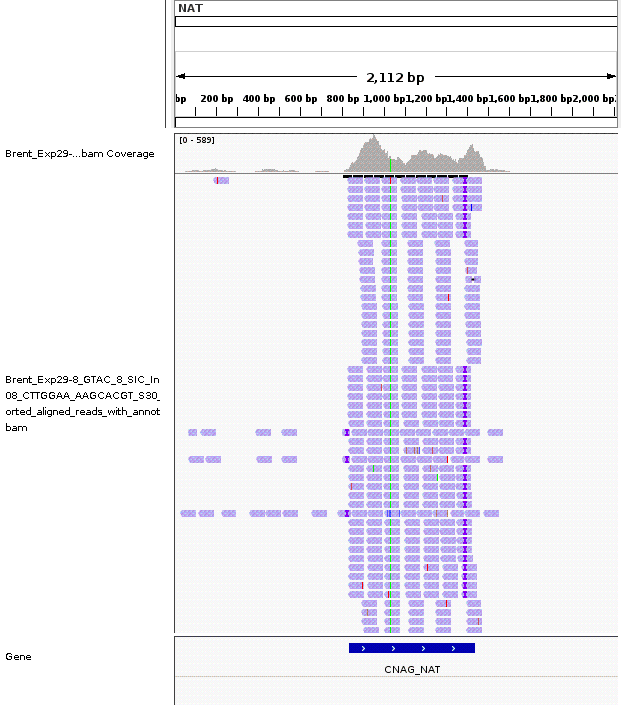 NAT
2,112 bp
bp 200 bp 400 bp 600 bp 800 bp 1,000 bp 1,200 bp 1,400 bp 1,600 bp 1,800 bp 2,000 bp
[0 - 589]
Brent_Exp29-...bam Coverage
Brent_Exp29-8_GTAC_8_SIC_In
08_CTTGGAA_AAGCACGT_S30_
orted_aligned_reads_with_annot
bam
Gene
CNAG_NAT